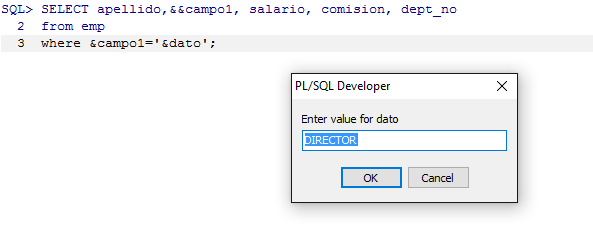 SQL> SELECT apellido,&&campo1, salario, comision, dept_no
2 from emp
3 where &campo1='&dato';
PL/SQL Developer
Enter value for dato
DIRECTOR
OK Cancel